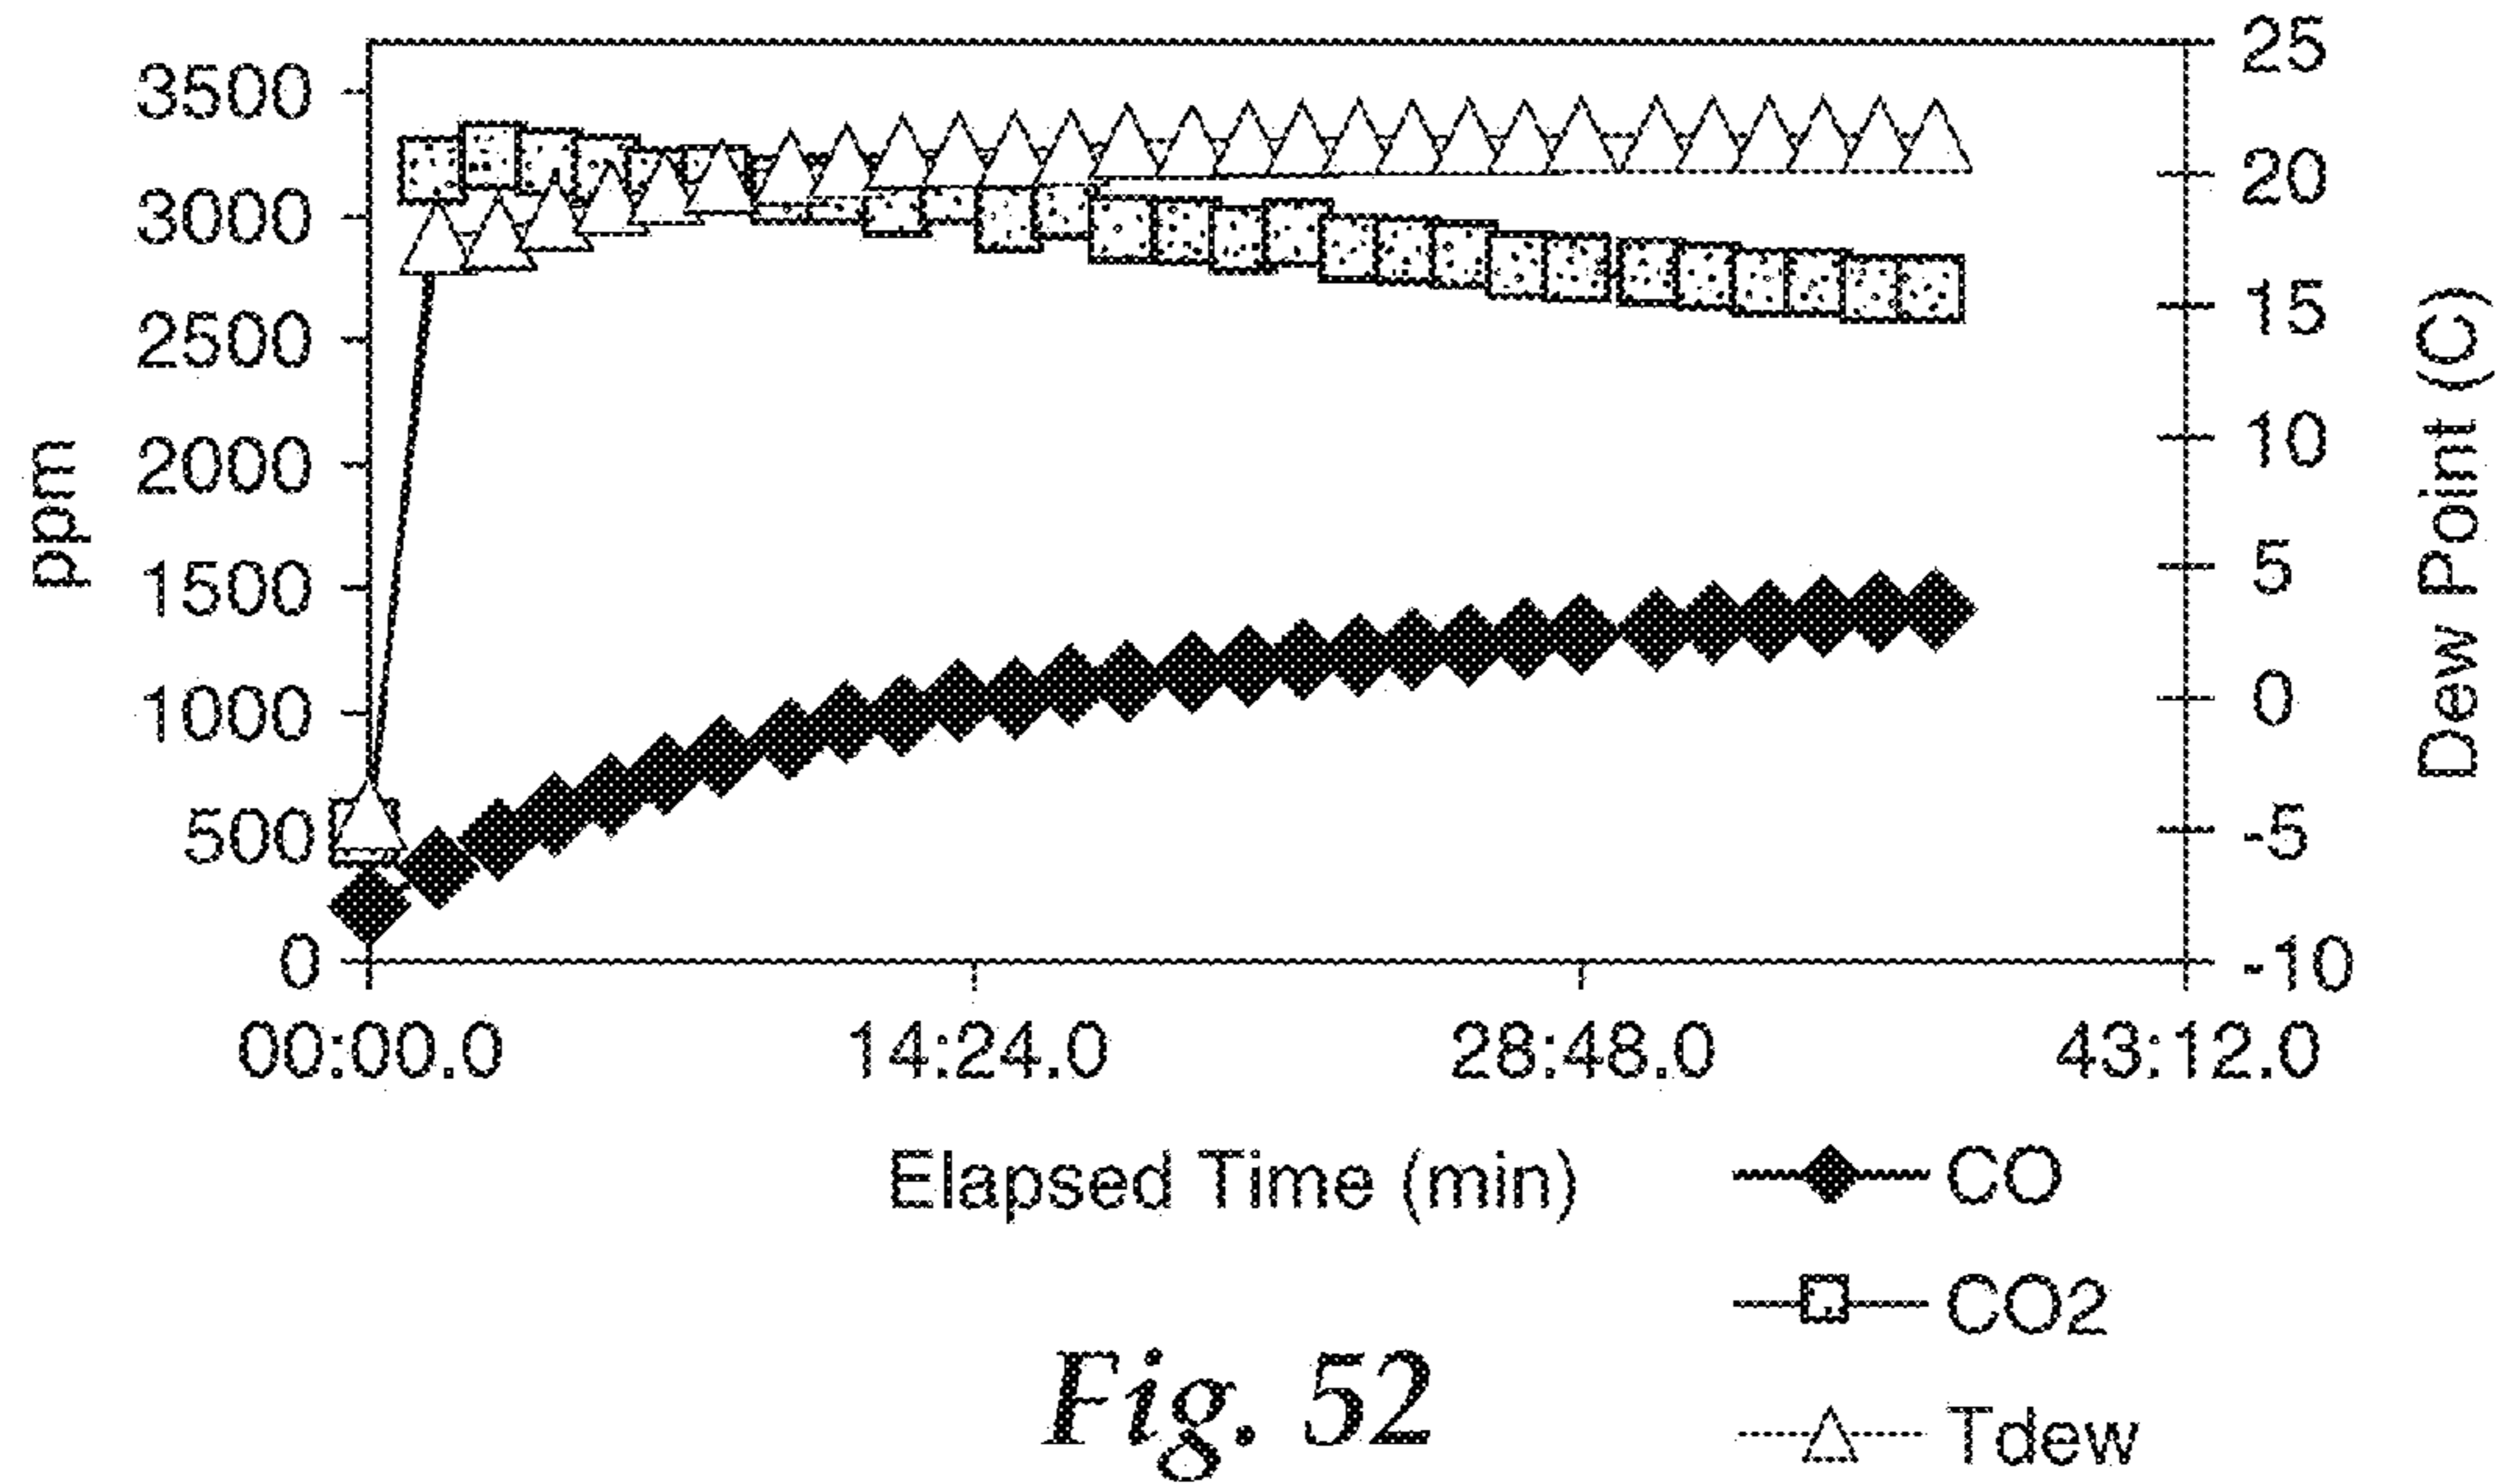 3500
3000
2500
2000
1500
1000
500
0
ppm
25
20
15
10
5
0
-5
-10
Dew Point (C)
00:00.0 14:24.0 28:48.0 43:12.0
Elapsed Time (min)
CO
CO2
Tdew
Fig. 52